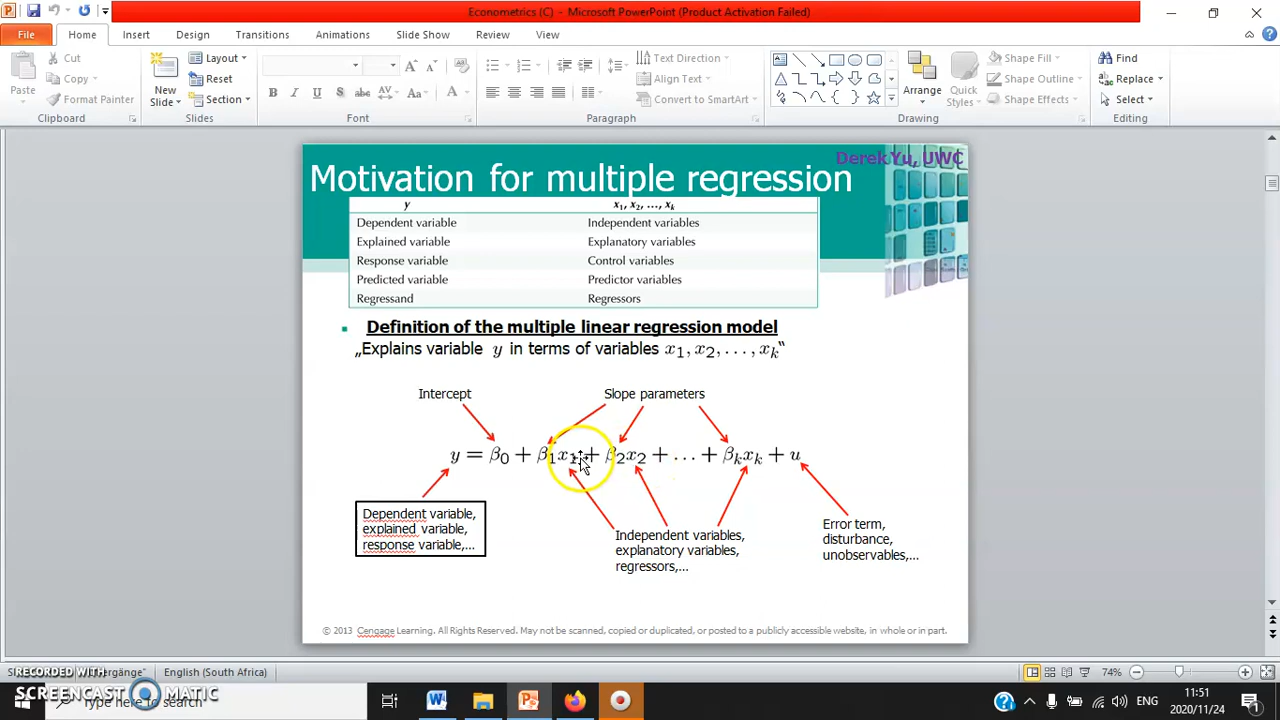 Econometrics (C) - Microsoft PowerPoint (Product Activation Failed)
File Home Insert Design Transitions Animations Slide Show Review View
Paste
Cut
Copy
Format Painter
Clipboard
New Slide
Layout
Reset
Section
Slides
B I U S abc AV Aa A
Font
Text Direction
Align Text
Convert to SmartArt
Paragraph
Arrange
Quick Styles
Shape Fill
Shape Outline
Shape Effects
Drawing
Find
Replace
Select
Editing
Derek Yu, UWC
Motivation for multiple regression
y x₁, x₂, ..., xₖ
Dependent variable Independent variables
Explained variable Explanatory variables
Response variable Control variables
Predicted variable Predictor variables
Regressand Regressors
Definition of the multiple linear regression model
„Explains variable y in terms of variables x₁, x₂, . . . , xₖ“
Intercept Slope parameters
y = β₀ + β₁x₁ + β₂x₂ + . . . + βₖxₖ + u
Dependent variable,
explained variable,
response variable,...
Independent variables,
explanatory variables,
regressors,...
Error term,
disturbance,
unobservables,...
© 2013 Cengage Learning. All Rights Reserved. May not be scanned, copied or duplicated, or posted to a publicly accessible website, in whole or in part.
RECORDED WITH
SCREENCAST MATIC
gänge" English (South Africa) 74%
Type here to search
ENG 11:51
2020/11/24